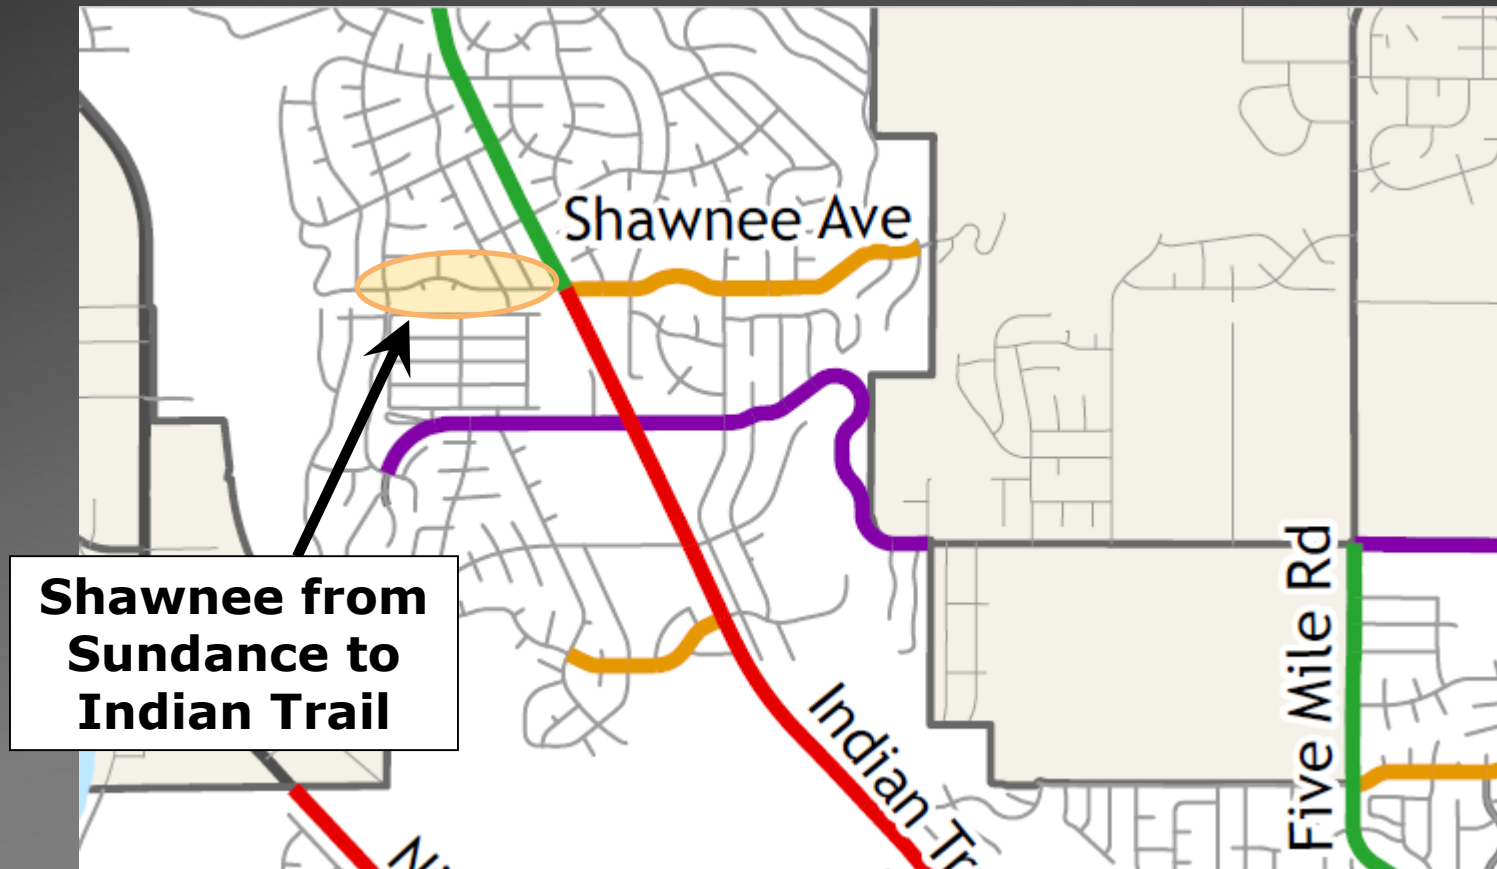 Shawnee Ave
Shawnee from
Sundance to
Indian Trail
Indian Tr
Five Mile Rd